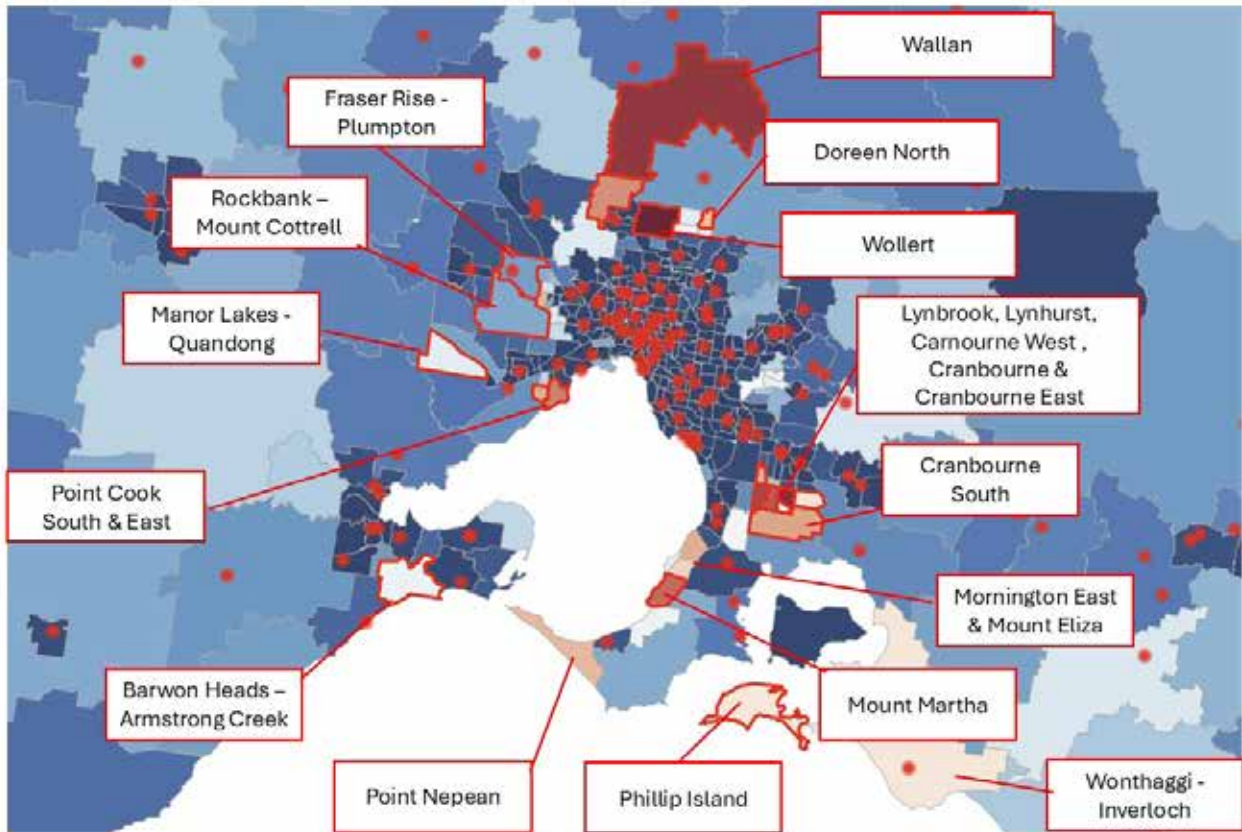 Wallan
Fraser Rise -
Plumpton
Doreen North
Rockbank –
Mount Cottrell
Wollert
Manor Lakes -
Quandong
Lynbrook, Lynhurst,
Carnourne West ,
Cranbourne &
Cranbourne East
Cranbourne
South
Point Cook
South & East
Mornington East
& Mount Eliza
Barwon Heads –
Armstrong Creek
Mount Martha
Point Nepean
Phillip Island
Wonthaggi -
Inverloch